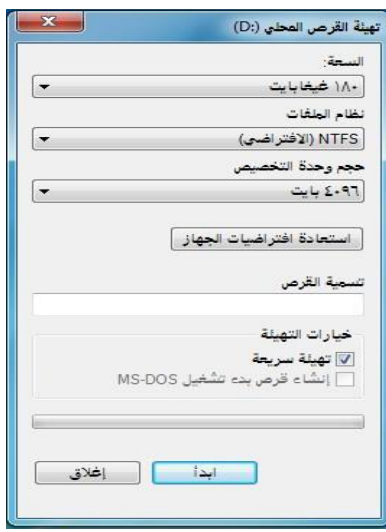 تهيئة القرص المحلي (D:)
السعة:
١٨٠ غيغابايت
نظام الملفات
NTFS (الافتراضي)
حجم وحدة التخصيص
٤٠٩٦ بايت
استعادة افتراضيات الجهاز
تسمية القرص
خيارات التهيئة
تهيئة سريعة
إنشاء قرص بدء تشغيل MS-DOS
ابدأ إغلاق